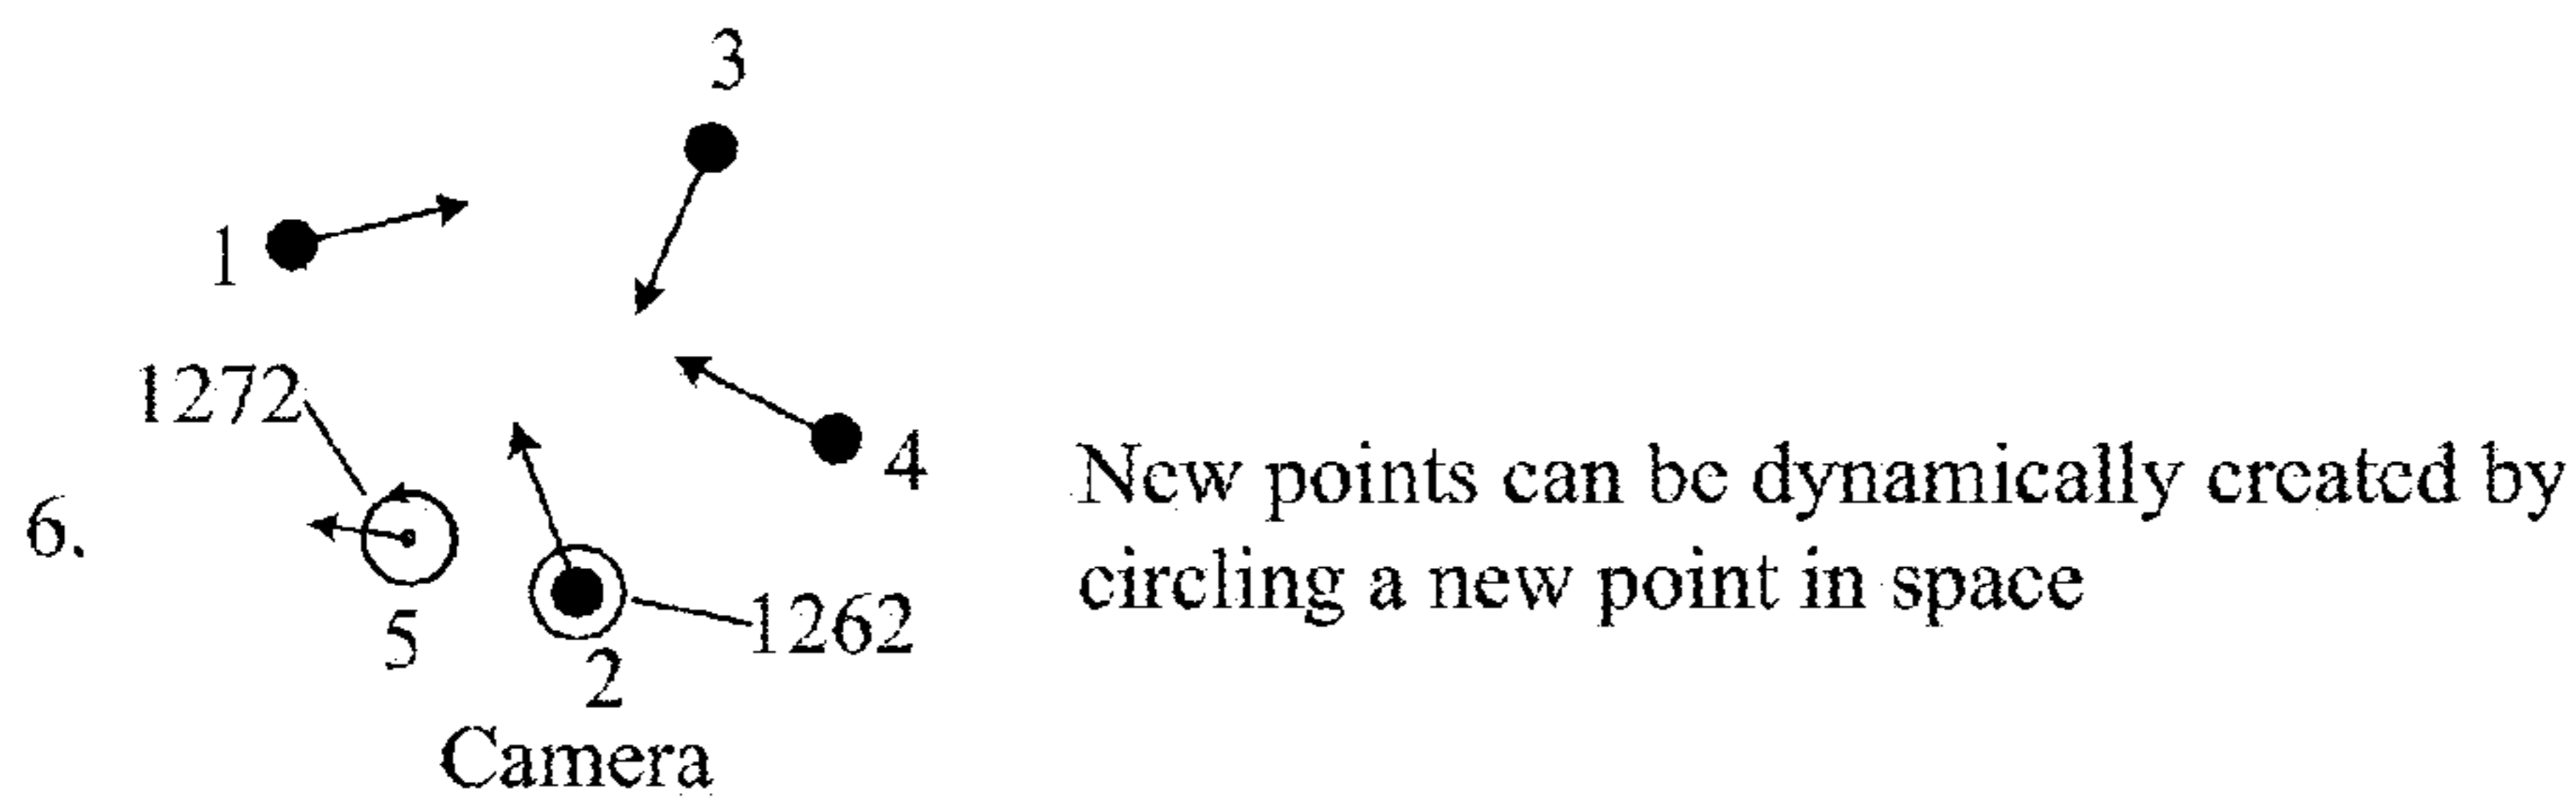 3
1
1272
4
New points can be dynamically created by
6.
circling a new point in space
5
1262
2
Camera